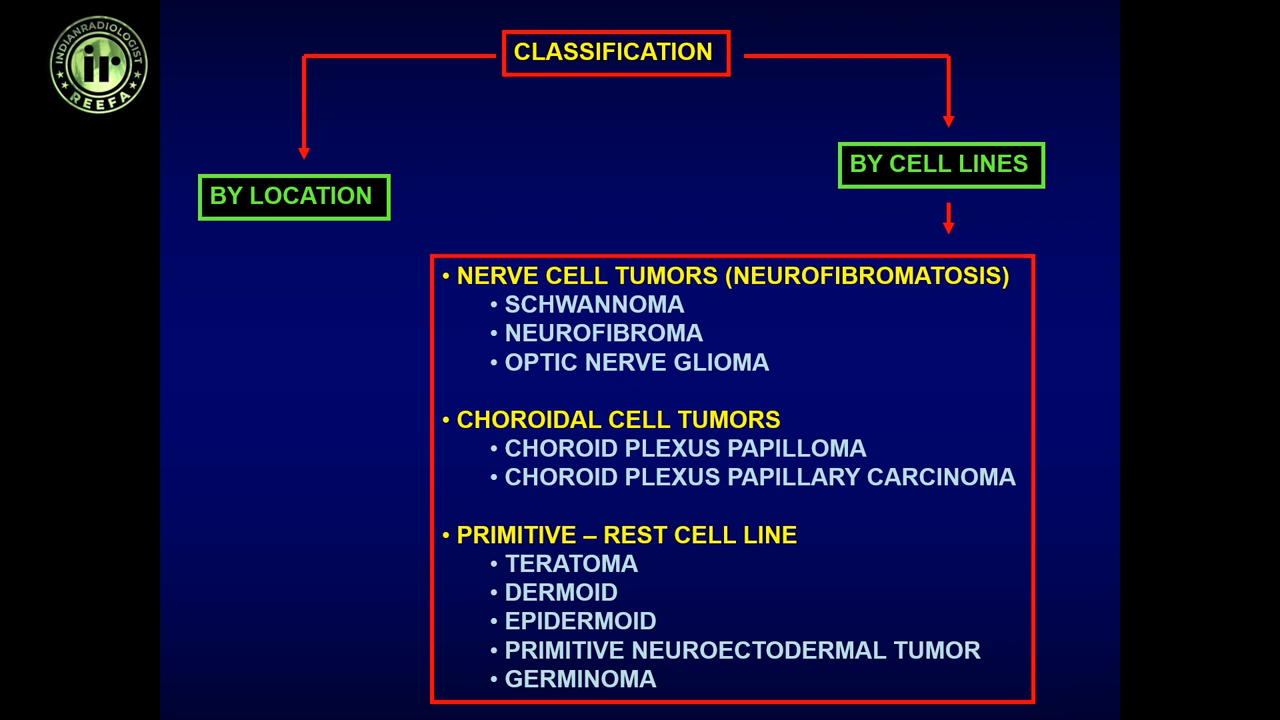 INDIANRADIOLOGIST
ir
REEFA
CLASSIFICATION
BY LOCATION
BY CELL LINES
• NERVE CELL TUMORS (NEUROFIBROMATOSIS)
• SCHWANNOMA
• NEUROFIBROMA
• OPTIC NERVE GLIOMA
• CHOROIDAL CELL TUMORS
• CHOROID PLEXUS PAPILLOMA
• CHOROID PLEXUS PAPILLARY CARCINOMA
• PRIMITIVE – REST CELL LINE
• TERATOMA
• DERMOID
• EPIDERMOID
• PRIMITIVE NEUROECTODERMAL TUMOR
• GERMINOMA